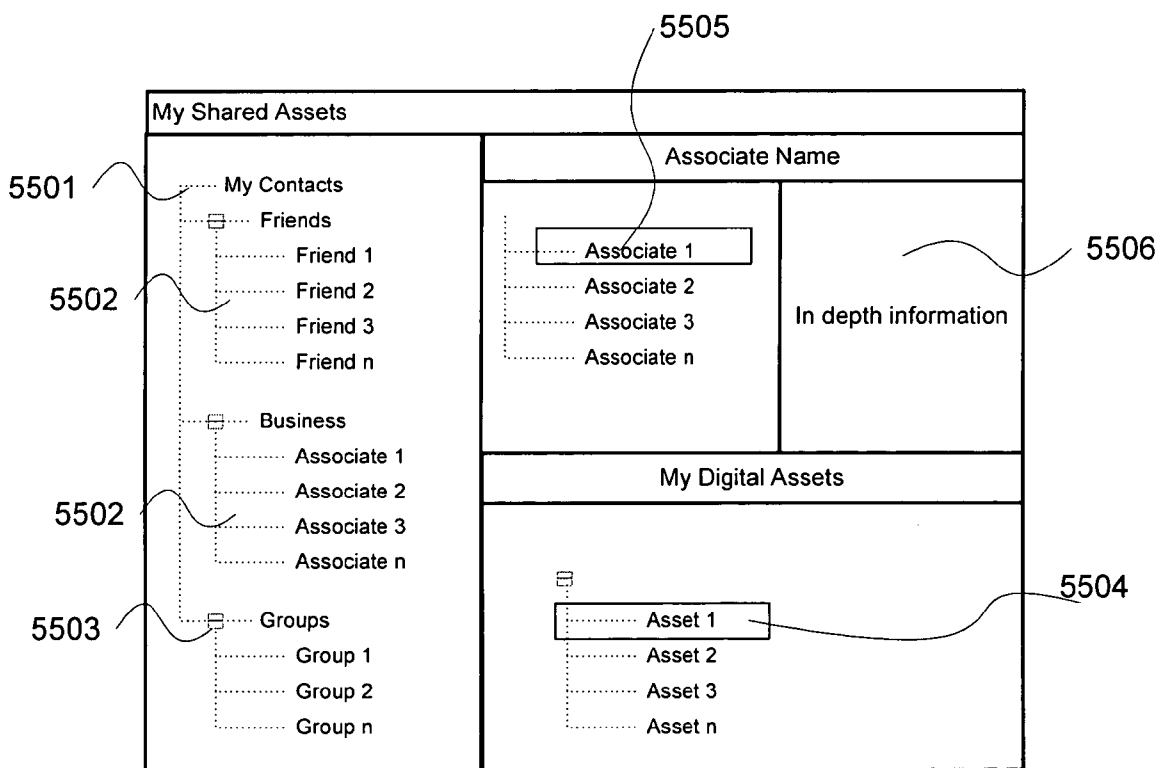 5505
My Shared Assets
5501
My Contacts
Friends
Friend 1
5502
Friend 2
Friend 3
Friend n
Business
Associate 1
5502
Associate 2
Associate 3
Associate n
5503
Groups
Group 1
Group 2
Group n
Associate Name
Associate 1
Associate 2
Associate 3
Associate n
5506
In depth information
My Digital Assets
5504
Asset 1
Asset 2
Asset 3
Asset n